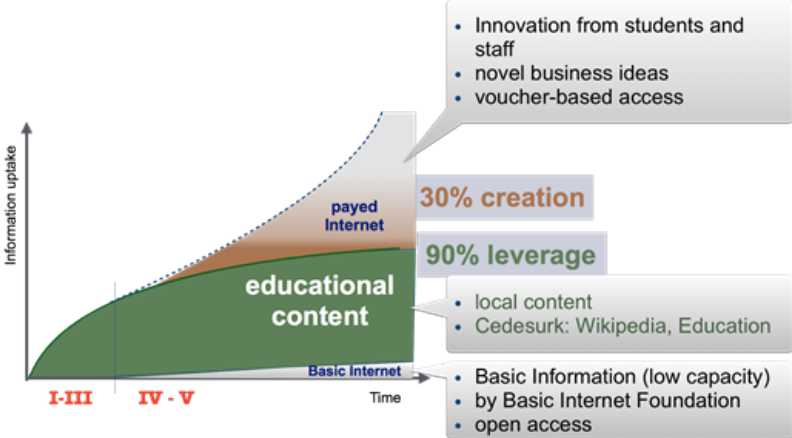 • Innovation from students and
staff
• novel business ideas
• voucher-based access
Information uptake
payed
Internet
30% creation
90% leverage
educational
content
• local content
• Cedesurk: Wikipedia, Education
Basic Internet
I-III
IV - V
Time
• Basic Information (low capacity)
• by Basic Internet Foundation
• open access